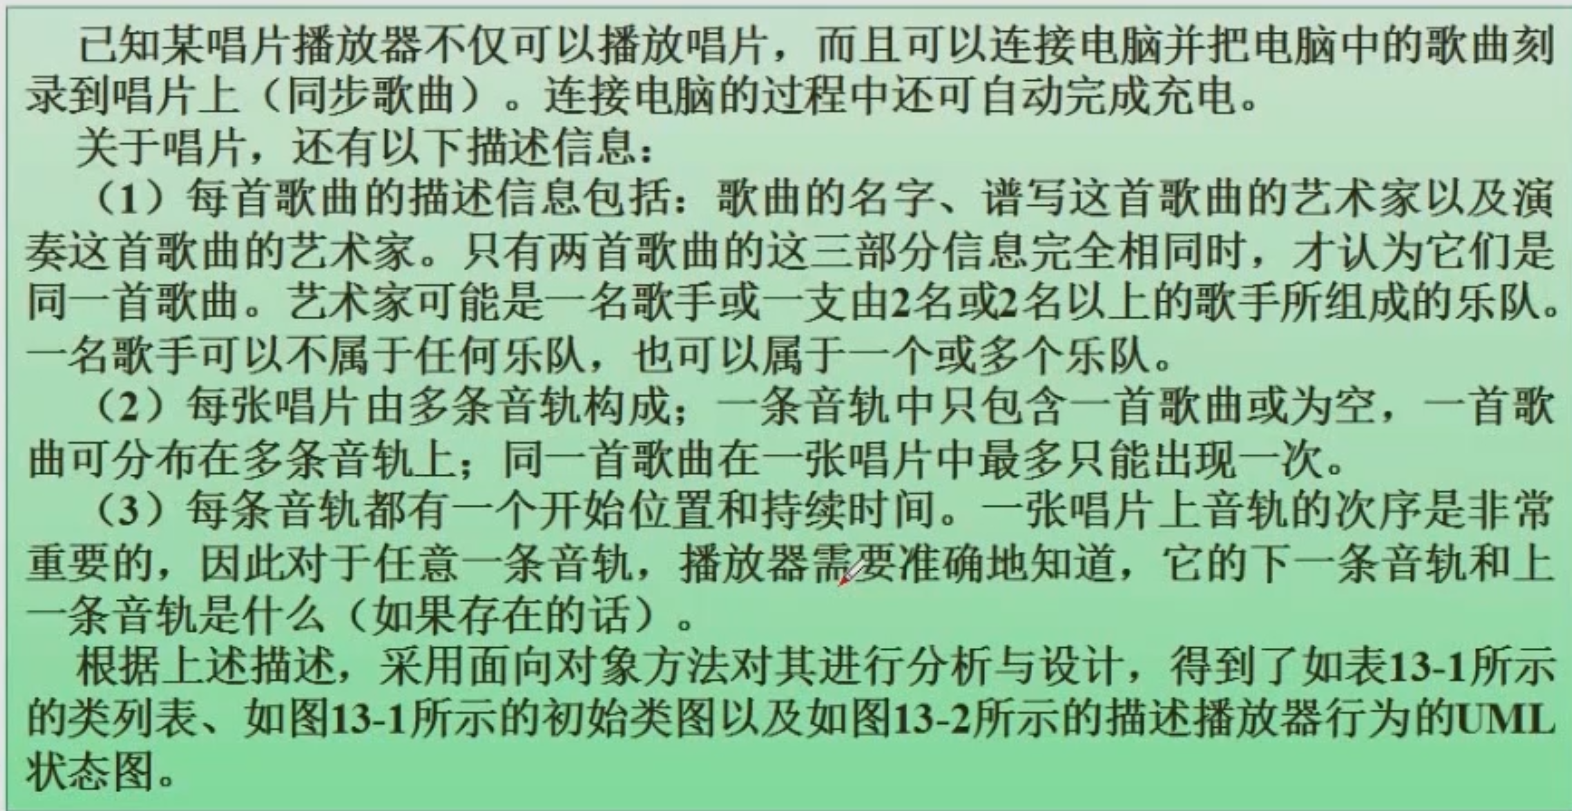 已知某唱片播放器不仅可以播放唱片，而且可以连接电脑并把电脑中的歌曲刻
录到唱片上（同步歌曲）。连接电脑的过程中还可自动完成充电。
关于唱片，还有以下描述信息：
（1）每首歌曲的描述信息包括：歌曲的名字、谱写这首歌曲的艺术家以及演
奏这首歌曲的艺术家。只有两首歌曲的这三部分信息完全相同时，才认为它们是
同一首歌曲。艺术家可能是一名歌手或一支由2名或2名以上的歌手所组成的乐队。
一名歌手可以不属于任何乐队，也可以属于一个或多个乐队。
（2）每张唱片由多条音轨构成；一条音轨中只包含一首歌曲或为空，一首歌
曲可分布在多条音轨上；同一首歌曲在一张唱片中最多只能出现一次。
（3）每条音轨都有一个开始位置和持续时间。一张唱片上音轨的次序是非常
重要的，因此对于任意一条音轨，播放器需要准确地知道，它的下一条音轨和上
一条音轨是什么（如果存在的话）。
根据上述描述，采用面向对象方法对其进行分析与设计，得到了如表13-1所示
的类列表、如图13-1所示的初始类图以及如图13-2所示的描述播放器行为的UML
状态图。